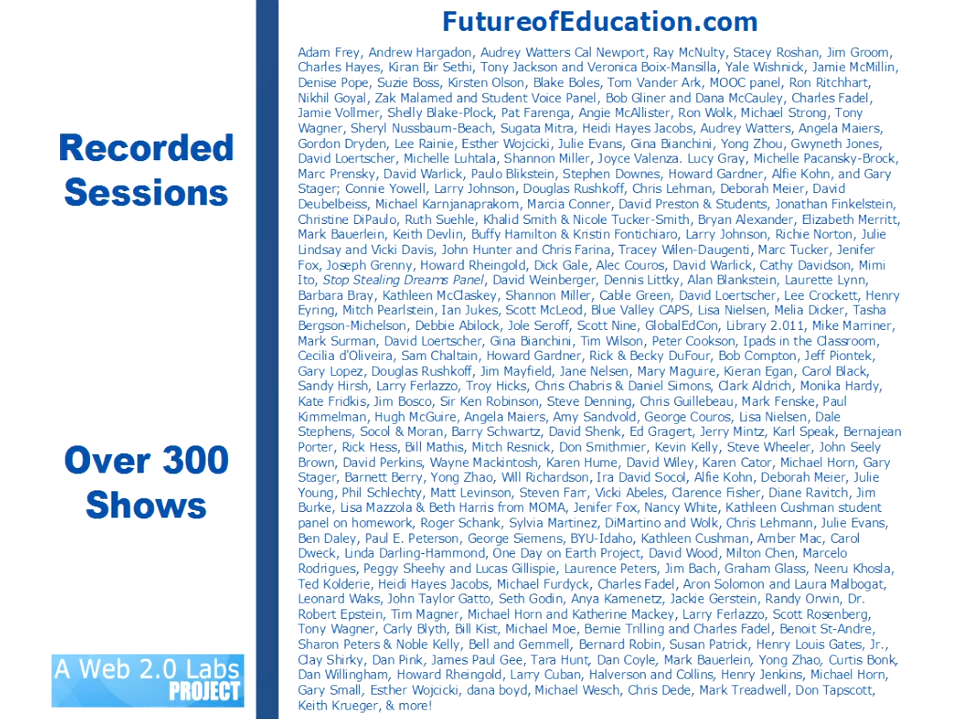 FutureofEducation.com
Adam Frey, Andrew Hargadon, Audrey Watters Cal Newport, Ray McNulty, Stacey Roshan, Jim Groom,
Charles Hayes, Kiran Bir Sethi, Tony Jackson and Veronica Boix-Mansilla, Yale Wishnick, Jamie McMillin,
Denise Pope, Suzie Boss, Kirsten Olson, Blake Boles, Tom Vander Ark, MOOC panel, Ron Ritchhart,
Nikhil Goyal, Zak Malamed and Student Voice Panel, Bob Gliner and Dana McCauley, Charles Fadel,
Jamie Vollmer, Shelly Blake-Plock, Pat Farenga, Angie McAllister, Ron Wolk, Michael Strong, Tony
Wagner, Sheryl Nussbaum-Beach, Sugata Mitra, Heidi Hayes Jacobs, Audrey Watters, Angela Maiers,
Gordon Dryden, Lee Rainie, Esther Wojcicki, Julie Evans, Gina Bianchini, Yong Zhou, Gwyneth Jones,
David Loertscher, Michelle Luhtala, Shannon Miller, Joyce Valenza. Lucy Gray, Michelle Pacansky-Brock,
Marc Prensky, David Warlick, Paulo Blikstein, Stephen Downes, Howard Gardner, Alfie Kohn, and Gary
Stager; Connie Yowell, Larry Johnson, Douglas Rushkoff, Chris Lehman, Deborah Meier, David
Deubelbeiss, Michael Karnjanaprakorn, Marcia Conner, David Preston & Students, Jonathan Finkelstein,
Christine DiPaulo, Ruth Suehle, Khalid Smith & Nicole Tucker-Smith, Bryan Alexander, Elizabeth Merritt,
Mark Bauerlein, Keith Devlin, Buffy Hamilton & Kristin Fontichiaro, Larry Johnson, Richie Norton, Julie
Lindsay and Vicki Davis, John Hunter and Chris Farina, Tracey Wilen-Daugenti, Marc Tucker, Jenifer
Fox, Joseph Grenny, Howard Rheingold, Dick Gale, Alec Couros, David Warlick, Cathy Davidson, Mimi
Ito, Stop Stealing Dreams Panel, David Weinberger, Dennis Littky, Alan Blankstein, Laurette Lynn,
Barbara Bray, Kathleen McClaskey, Shannon Miller, Cable Green, David Loertscher, Lee Crockett, Henry
Eyring, Mitch Pearlstein, Ian Jukes, Scott McLeod, Blue Valley CAPS, Lisa Nielsen, Melia Dicker, Tasha
Bergson-Michelson, Debbie Abilock, Jole Seroff, Scott Nine, GlobalEdCon, Library 2.011, Mike Marriner,
Mark Surman, David Loertscher, Gina Bianchini, Tim Wilson, Peter Cookson, Ipads in the Classroom,
Cecilia d'Oliveira, Sam Chaltain, Howard Gardner, Rick & Becky DuFour, Bob Compton, Jeff Piontek,
Gary Lopez, Douglas Rushkoff, Jim Mayfield, Jane Nelsen, Mary Maguire, Kieran Egan, Carol Black,
Sandy Hirsh, Larry Ferlazzo, Troy Hicks, Chris Chabris & Daniel Simons, Clark Aldrich, Monika Hardy,
Kate Fridkis, Jim Bosco, Sir Ken Robinson, Steve Denning, Chris Guillebeau, Mark Fenske, Paul
Kimmelman, Hugh McGuire, Angela Maiers, Amy Sandvold, George Couros, Lisa Nielsen, Dale
Stephens, Socol & Moran, Barry Schwartz, David Shenk, Ed Gragert, Jerry Mintz, Karl Speak, Bernajean
Porter, Rick Hess, Bill Mathis, Mitch Resnick, Don Smithmier, Kevin Kelly, Steve Wheeler, John Seely
Brown, David Perkins, Wayne Mackintosh, Karen Hume, David Wiley, Karen Cator, Michael Horn, Gary
Stager, Barnett Berry, Yong Zhao, Will Richardson, Ira David Socol, Alfie Kohn, Deborah Meier, Julie
Young, Phil Schlechty, Matt Levinson, Steven Farr, Vicki Abeles, Clarence Fisher, Diane Ravitch, Jim
Burke, Lisa Mazzola & Beth Harris from MOMA, Jenifer Fox, Nancy White, Kathleen Cushman student
panel on homework, Roger Schank, Sylvia Martinez, DiMartino and Wolk, Chris Lehmann, Julie Evans,
Ben Daley, Paul E. Peterson, George Siemens, BYU-Idaho, Kathleen Cushman, Amber Mac, Carol
Dweck, Linda Darling-Hammond, One Day on Earth Project, David Wood, Milton Chen, Marcelo
Rodrigues, Peggy Sheehy and Lucas Gillispie, Laurence Peters, Jim Bach, Graham Glass, Neeru Khosla,
Ted Kolderie, Heidi Hayes Jacobs, Michael Furdyck, Charles Fadel, Aron Solomon and Laura Malbogat,
Leonard Waks, John Taylor Gatto, Seth Godin, Anya Kamenetz, Jackie Gerstein, Randy Orwin, Dr.
Robert Epstein, Tim Magner, Michael Horn and Katherine Mackey, Larry Ferlazzo, Scott Rosenberg,
Tony Wagner, Carly Blyth, Bill Kist, Michael Moe, Bernie Trilling and Charles Fadel, Benoit St-Andre,
Sharon Peters & Noble Kelly, Bell and Gemmell, Bernard Robin, Susan Patrick, Henry Louis Gates, Jr.,
Clay Shirky, Dan Pink, James Paul Gee, Tara Hunt, Dan Coyle, Mark Bauerlein, Yong Zhao, Curtis Bonk,
Dan Willingham, Howard Rheingold, Larry Cuban, Halverson and Collins, Henry Jenkins, Michael Horn,
Gary Small, Esther Wojcicki, dana boyd, Michael Wesch, Chris Dede, Mark Treadwell, Don Tapscott,
Keith Krueger, & more!
Recorded
Sessions
Over 300
Shows
A Web 2.0 Labs
PROJECT